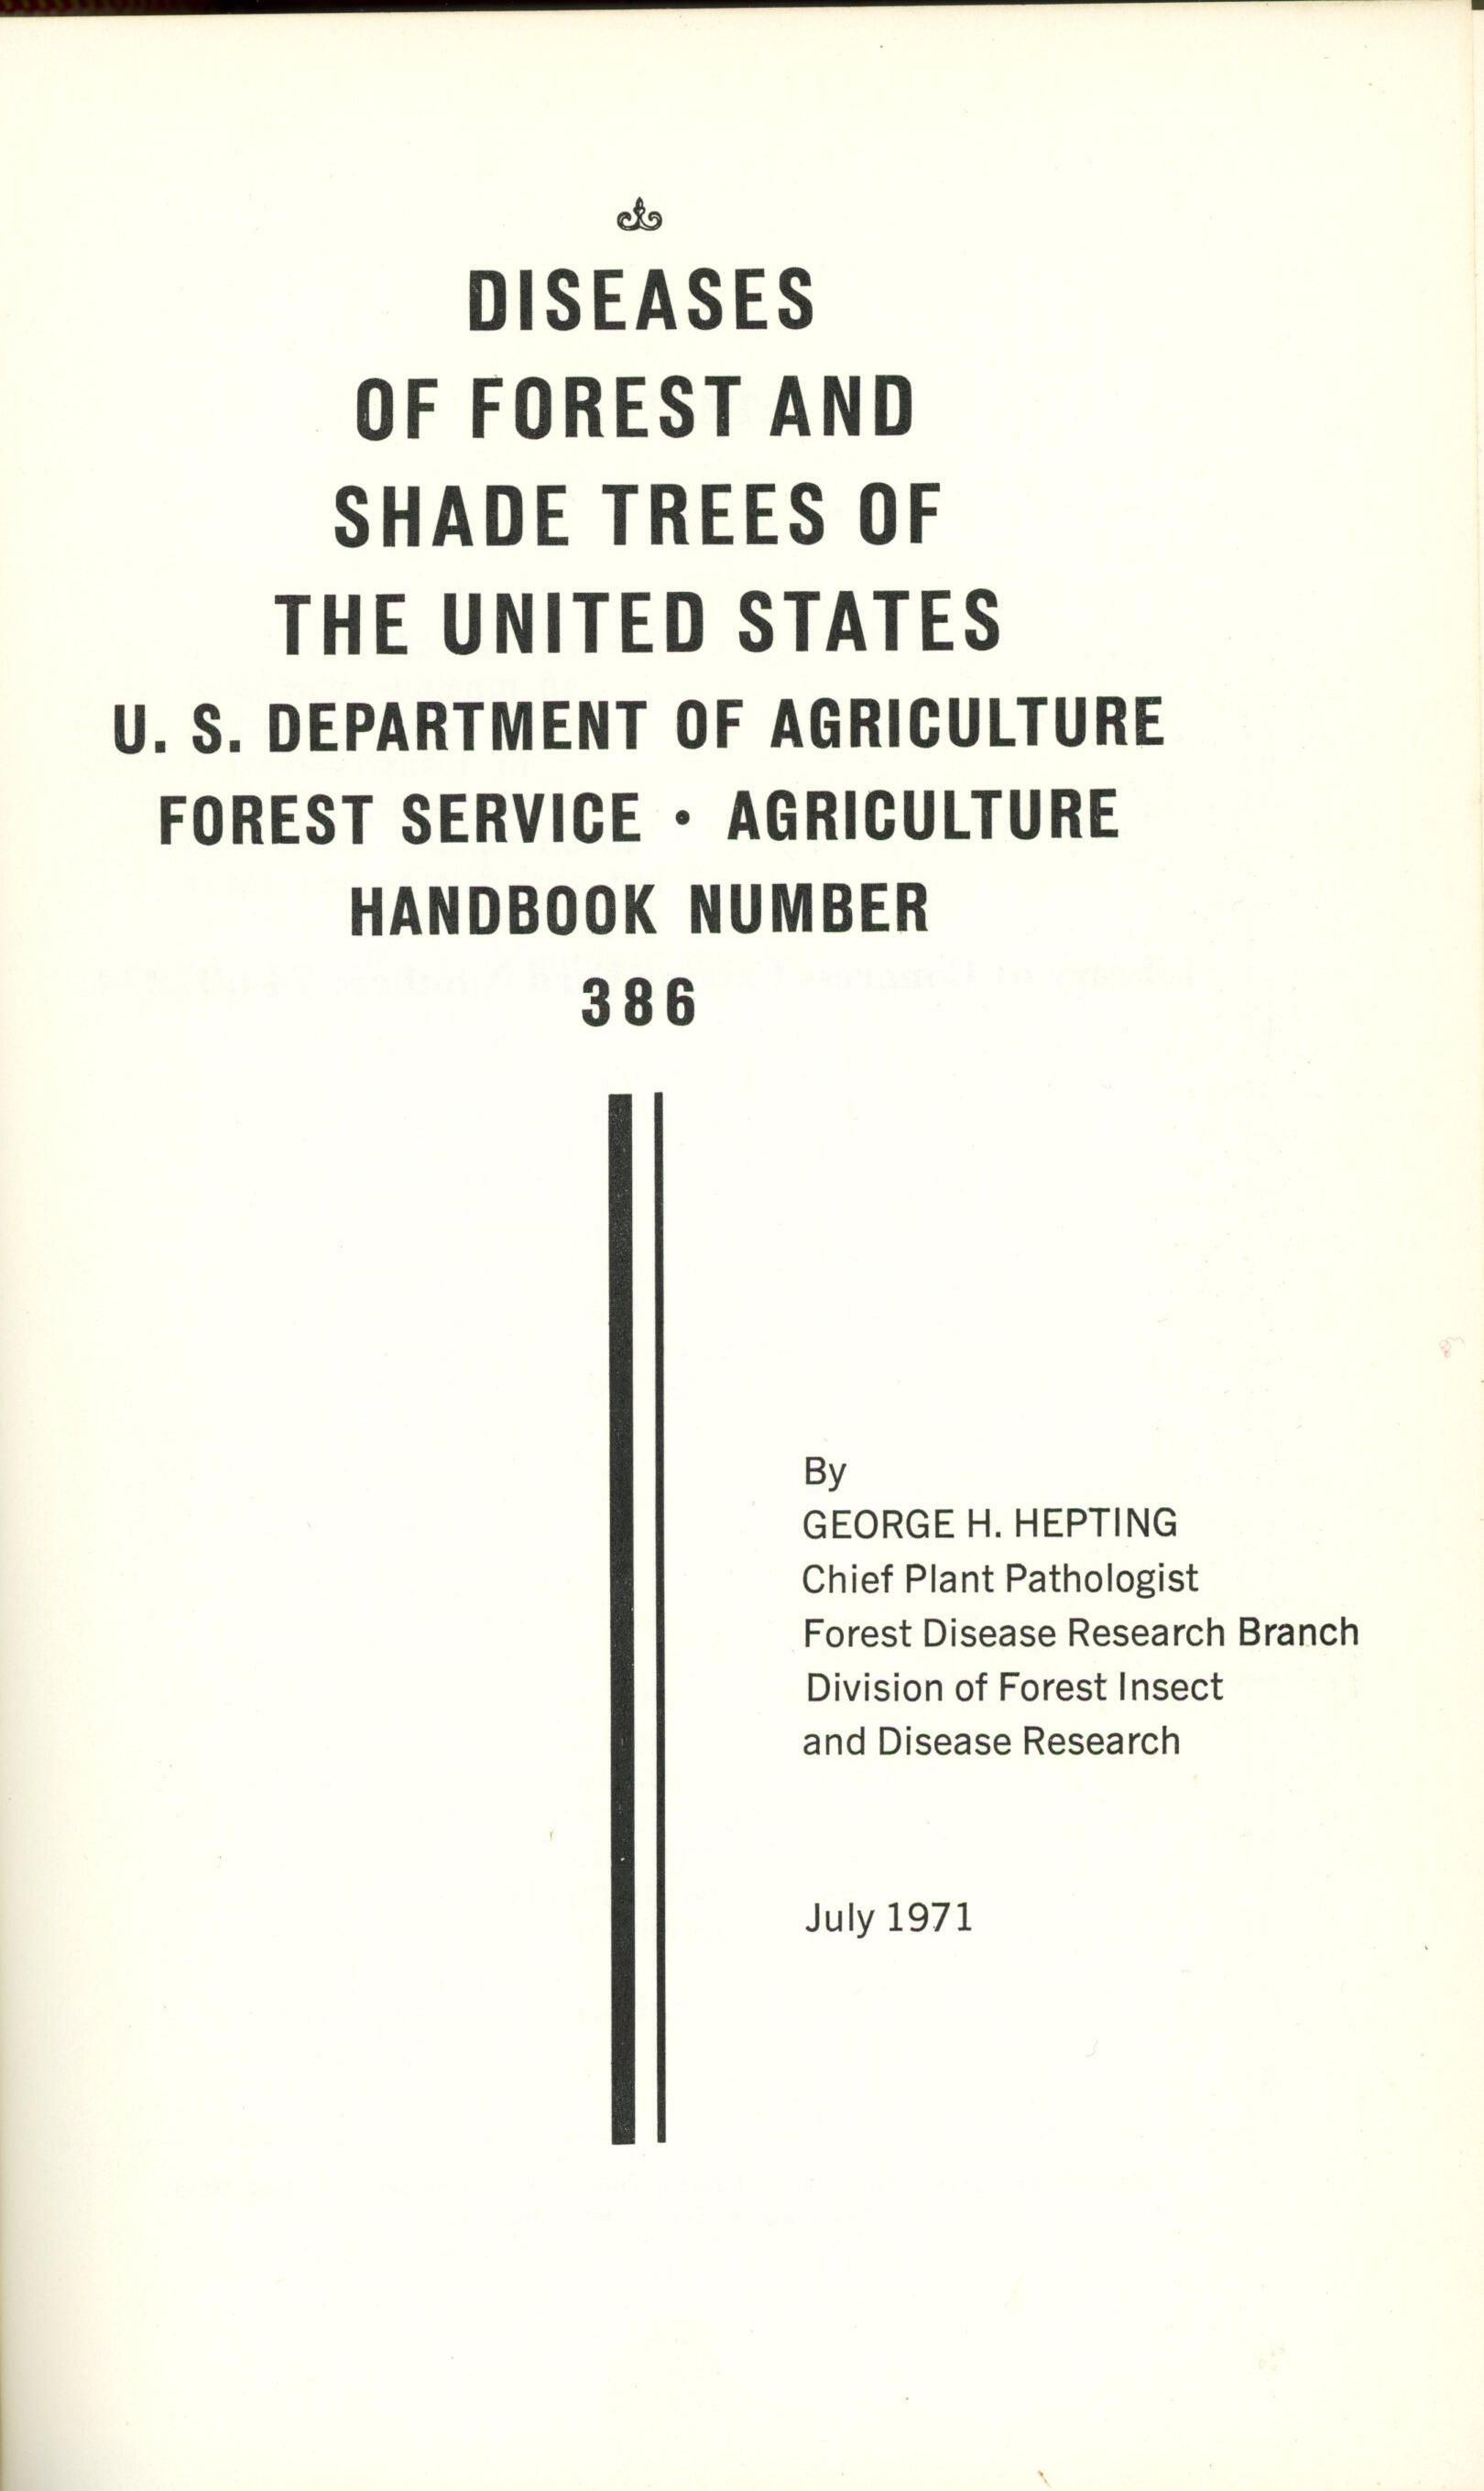 DISEASES
OF FOREST AND
SHADE TREES OF
THE UNITED STATES
U. S. DEPARTMENT OF AGRICULTURE
FOREST SERVICE • AGRICULTURE
HANDBOOK NUMBER
386
By
GEORGE H. HEPTING
Chief Plant Pathologist
Forest Disease Research Branch
Division of Forest Insect
and Disease Research
July 1971